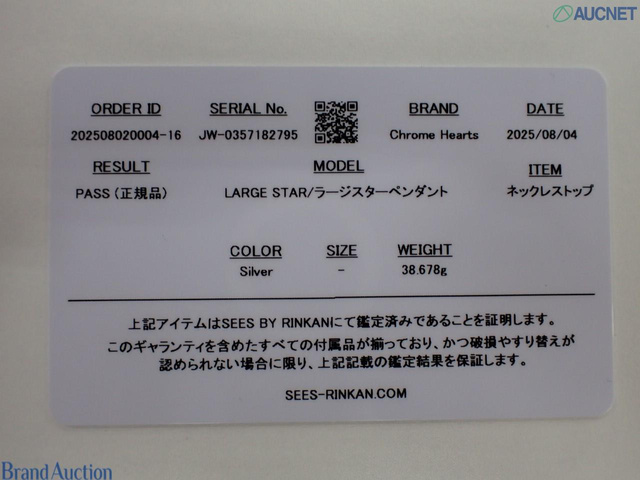 AUCNET
ORDER ID SERIAL No. BRAND DATE
202508020004-16 JW-0357182795 Chrome Hearts 2025/08/04
RESULT MODEL ITEM
PASS (正規品) LARGE STAR/ラージスターペンダント ネックレストップ
COLOR SIZE WEIGHT
Silver - 38.678g
上記アイテムはSEES BY RINKANにて鑑定済みであることを証明します。
このギャランティを含めたすべての付属品が揃っており、かつ破損やすり替えが
認められない場合に限り、上記記載の鑑定結果を保証します。
SEES-RINKAN.COM
Brand Auction